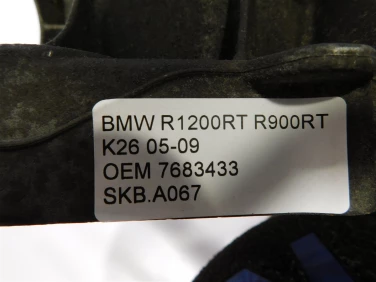 BMW R1200RT R900RT
K26 05-09
OEM 7683433
SKB.A067